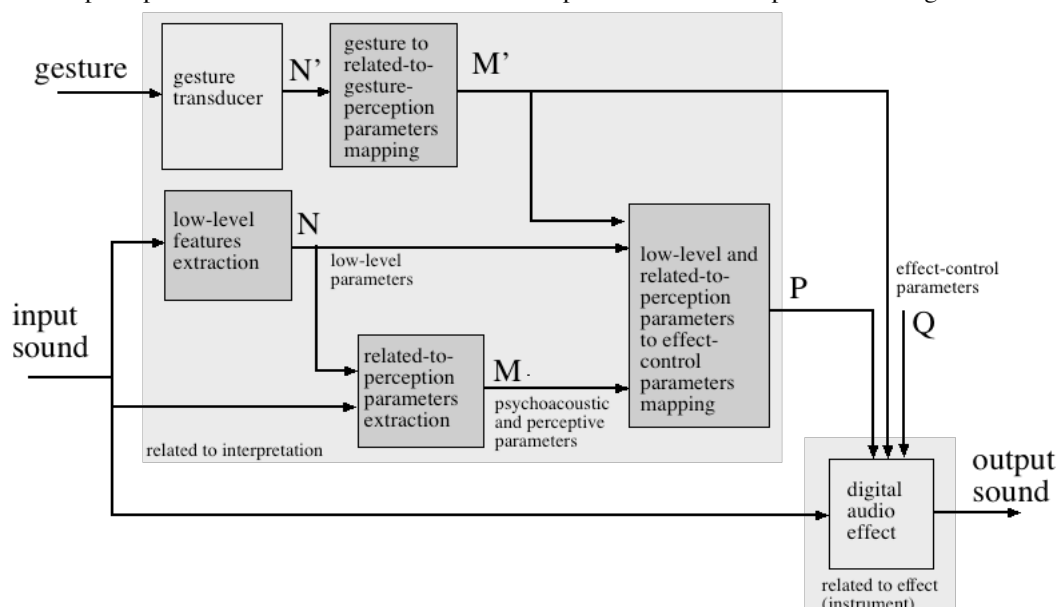 gesture
gesture
transducer
N'
gesture to
related-to-
gesture-
perception
parameters
mapping
M'
low-level
features
extraction
N
low-level
parameters
input
sound
related-to-
perception
parameters
extraction
M
psychoacoustic
and perceptive
parameters
low-level and
related-to-
perception
parameters
to effect-
control
parameters
mapping
P
effect-control
parameters
Q
related to interpretation
digital
audio
effect
output
sound
related to effect
(instrument)